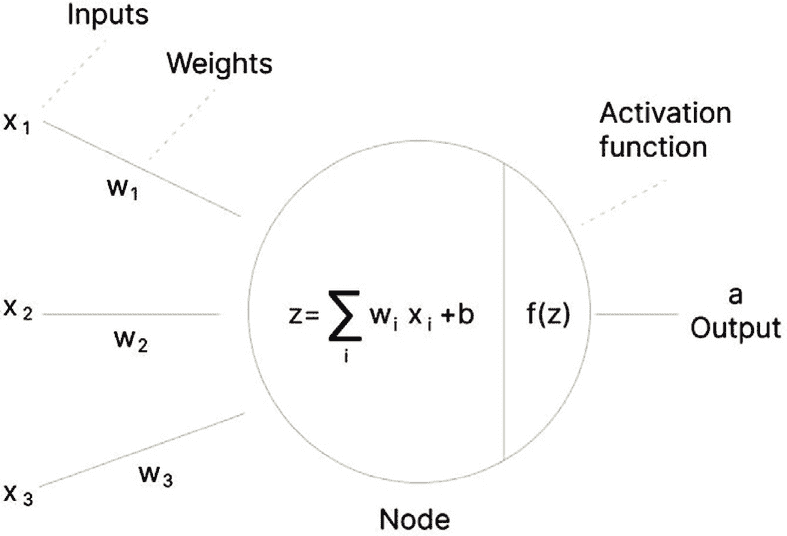 Inputs
Weights
x₁
w₁
Activation
function
x₂
w₂
z= ∑ᵢ wᵢ xᵢ +b
f(z)
a
Output
x₃
w₃
Node